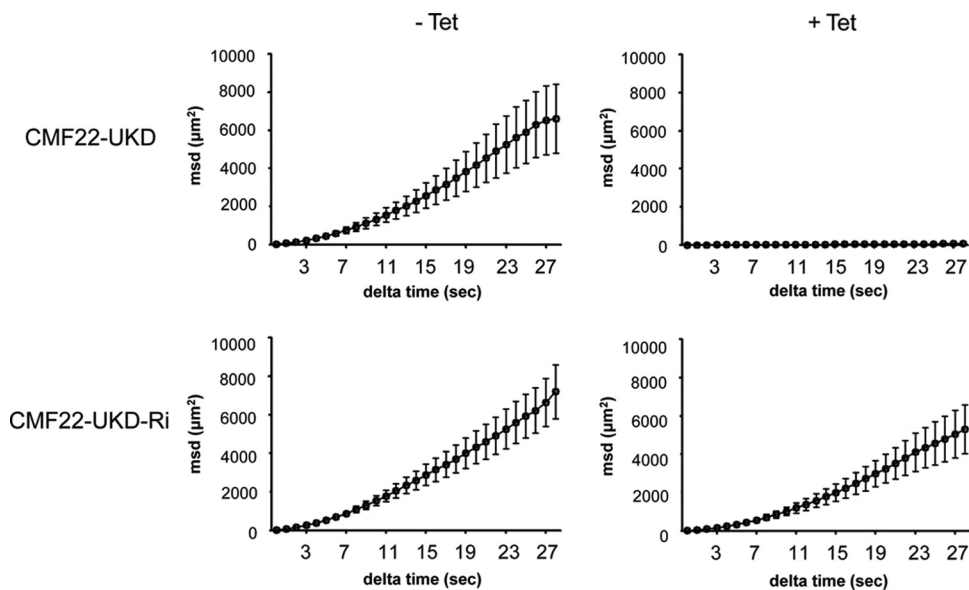 - Tet
+ Tet
CMF22-UKD
msd (µm²)
10000
8000
6000
4000
2000
0
3 7 11 15 19 23 27
delta time (sec)
msd (µm²)
10000
8000
6000
4000
2000
0
3 7 11 15 19 23 27
delta time (sec)
CMF22-UKD-Ri
msd (µm²)
10000
8000
6000
4000
2000
0
3 7 11 15 19 23 27
delta time (sec)
msd (µm²)
10000
8000
6000
4000
2000
0
3 7 11 15 19 23 27
delta time (sec)